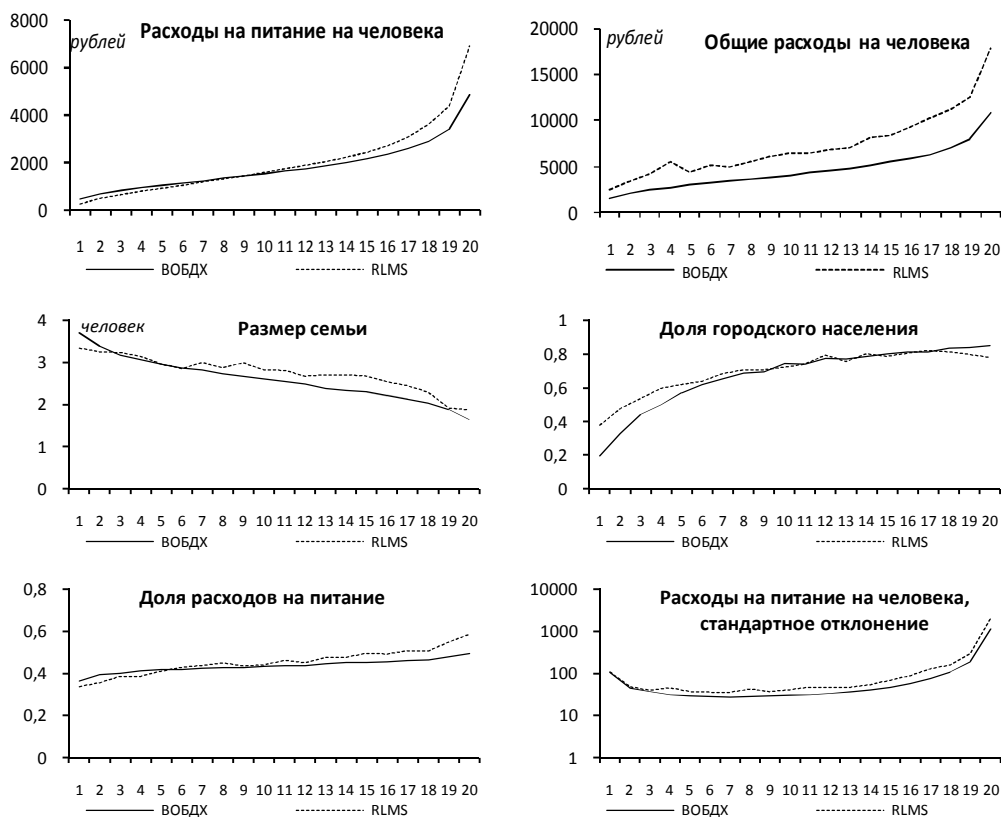 Расходы на питание на человека
рублей
8000
6000
4000
2000
0
1 2 3 4 5 6 7 8 9 10 11 12 13 14 15 16 17 18 19 20
ВОБДХ RLMS
Общие расходы на человека
рублей
20000
15000
10000
5000
0
1 2 3 4 5 6 7 8 9 10 11 12 13 14 15 16 17 18 19 20
ВОБДХ RLMS
Размер семьи
человек
4
3
2
1
0
1 2 3 4 5 6 7 8 9 10 11 12 13 14 15 16 17 18 19 20
ВОБДХ RLMS
Доля городского населения
1
0,8
0,6
0,4
0,2
0
1 2 3 4 5 6 7 8 9 10 11 12 13 14 15 16 17 18 19 20
ВОБДХ RLMS
Доля расходов на питание
0,8
0,6
0,4
0,2
0
1 2 3 4 5 6 7 8 9 10 11 12 13 14 15 16 17 18 19 20
ВОБДХ RLMS
Расходы на питание на человека,
стандартное отклонение
10000
1000
100
10
1
1 2 3 4 5 6 7 8 9 10 11 12 13 14 15 16 17 18 19 20
ВОБДХ RLMS